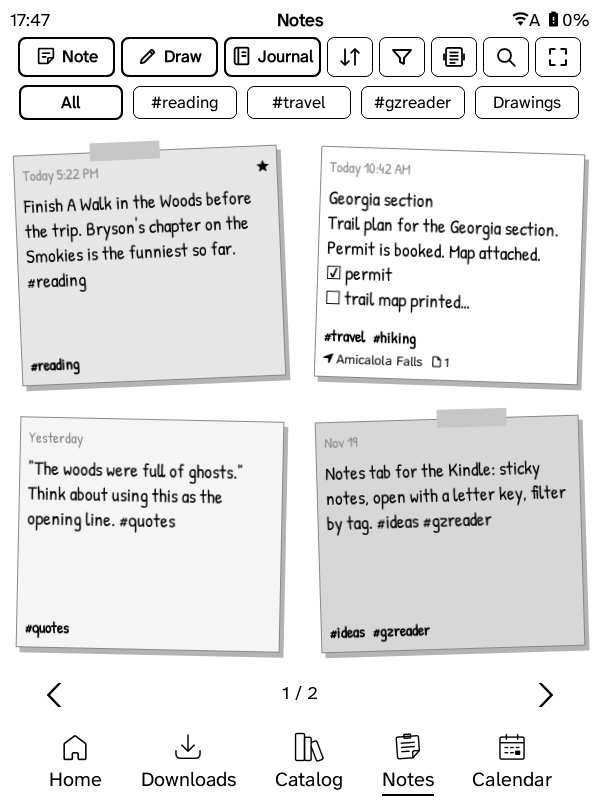 17:47 Notes A 0%
Note Draw Journal
All #reading #travel #gzreader Drawings
Today 5:22 PM
Finish A Walk in the Woods before
the trip. Bryson's chapter on the
Smokies is the funniest so far.
#reading
#reading
Today 10:42 AM
Georgia section
Trail plan for the Georgia section.
Permit is booked. Map attached.
☑ permit
☐ trail map printed...
#travel #hiking
Amicalola Falls 1
Yesterday
"The woods were full of ghosts."
Think about using this as the
opening line. #quotes
#quotes
Nov 19
Notes tab for the Kindle: sticky
notes, open with a letter key, filter
by tag. #ideas #gzreader
#ideas #gzreader
1 / 2
Home Downloads Catalog Notes Calendar